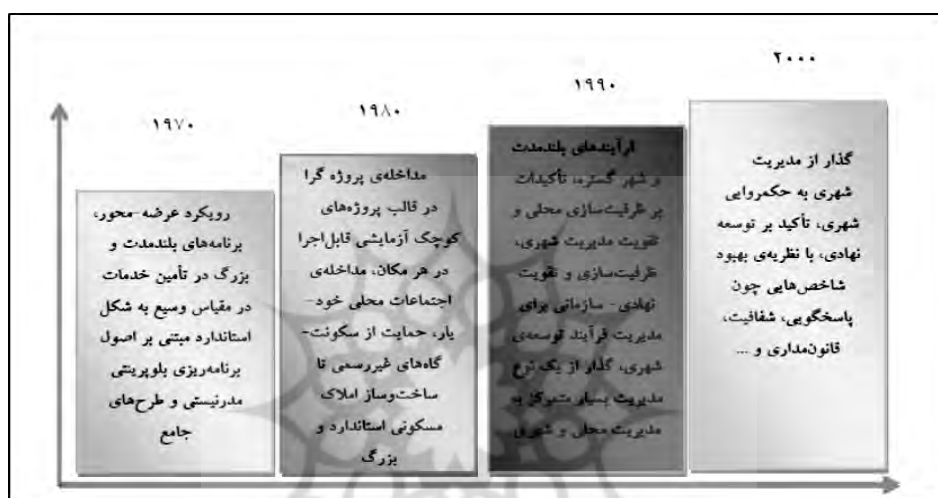 ۱۹۷۰
رویکرد عرضه-محور،
برنامه‌های بلندمدت و
بزرگ در تأمین خدمات
در مقیاس وسیع به شکل
استاندارد مبتنی بر اصول
برنامه‌ریزی بلوپرینتی
مدرنیستی و طرح‌های
جامع
۱۹۸۰
مداخله‌ی پروژه گرا
در قالب پروژه‌های
کوچک آزمایشی قابل‌اجرا
در هر مکان، مداخله‌ی
اجتماعات محلی خود-
یار، حمایت از سکونت-
گاه‌های غیررسمی تا
ساخت‌وساز املاک
مسکونی استاندارد و
بزرگ
۱۹۹۰
فرآیندهای بلندمدت
و شهر گستره، تأکیدات
بر ظرفیت‌سازی محلی و
تقویت مدیریت شهری،
ظرفیت‌سازی و تقویت
نهادی- سازمانی برای
مدیریت فرآیند توسعه‌ی
شهری، گذار از یک نوع
مدیریت بسیار متمرکز به
مدیریت محلی و شهری
۲۰۰۰
گذار از مدیریت
شهری به حکمروایی
شهری، تأکید بر توسعه
نهادی، با نظریه‌ی بهبود
شاخص‌هایی چون
پاسخگویی، شفافیت،
قانون‌مداری و ...